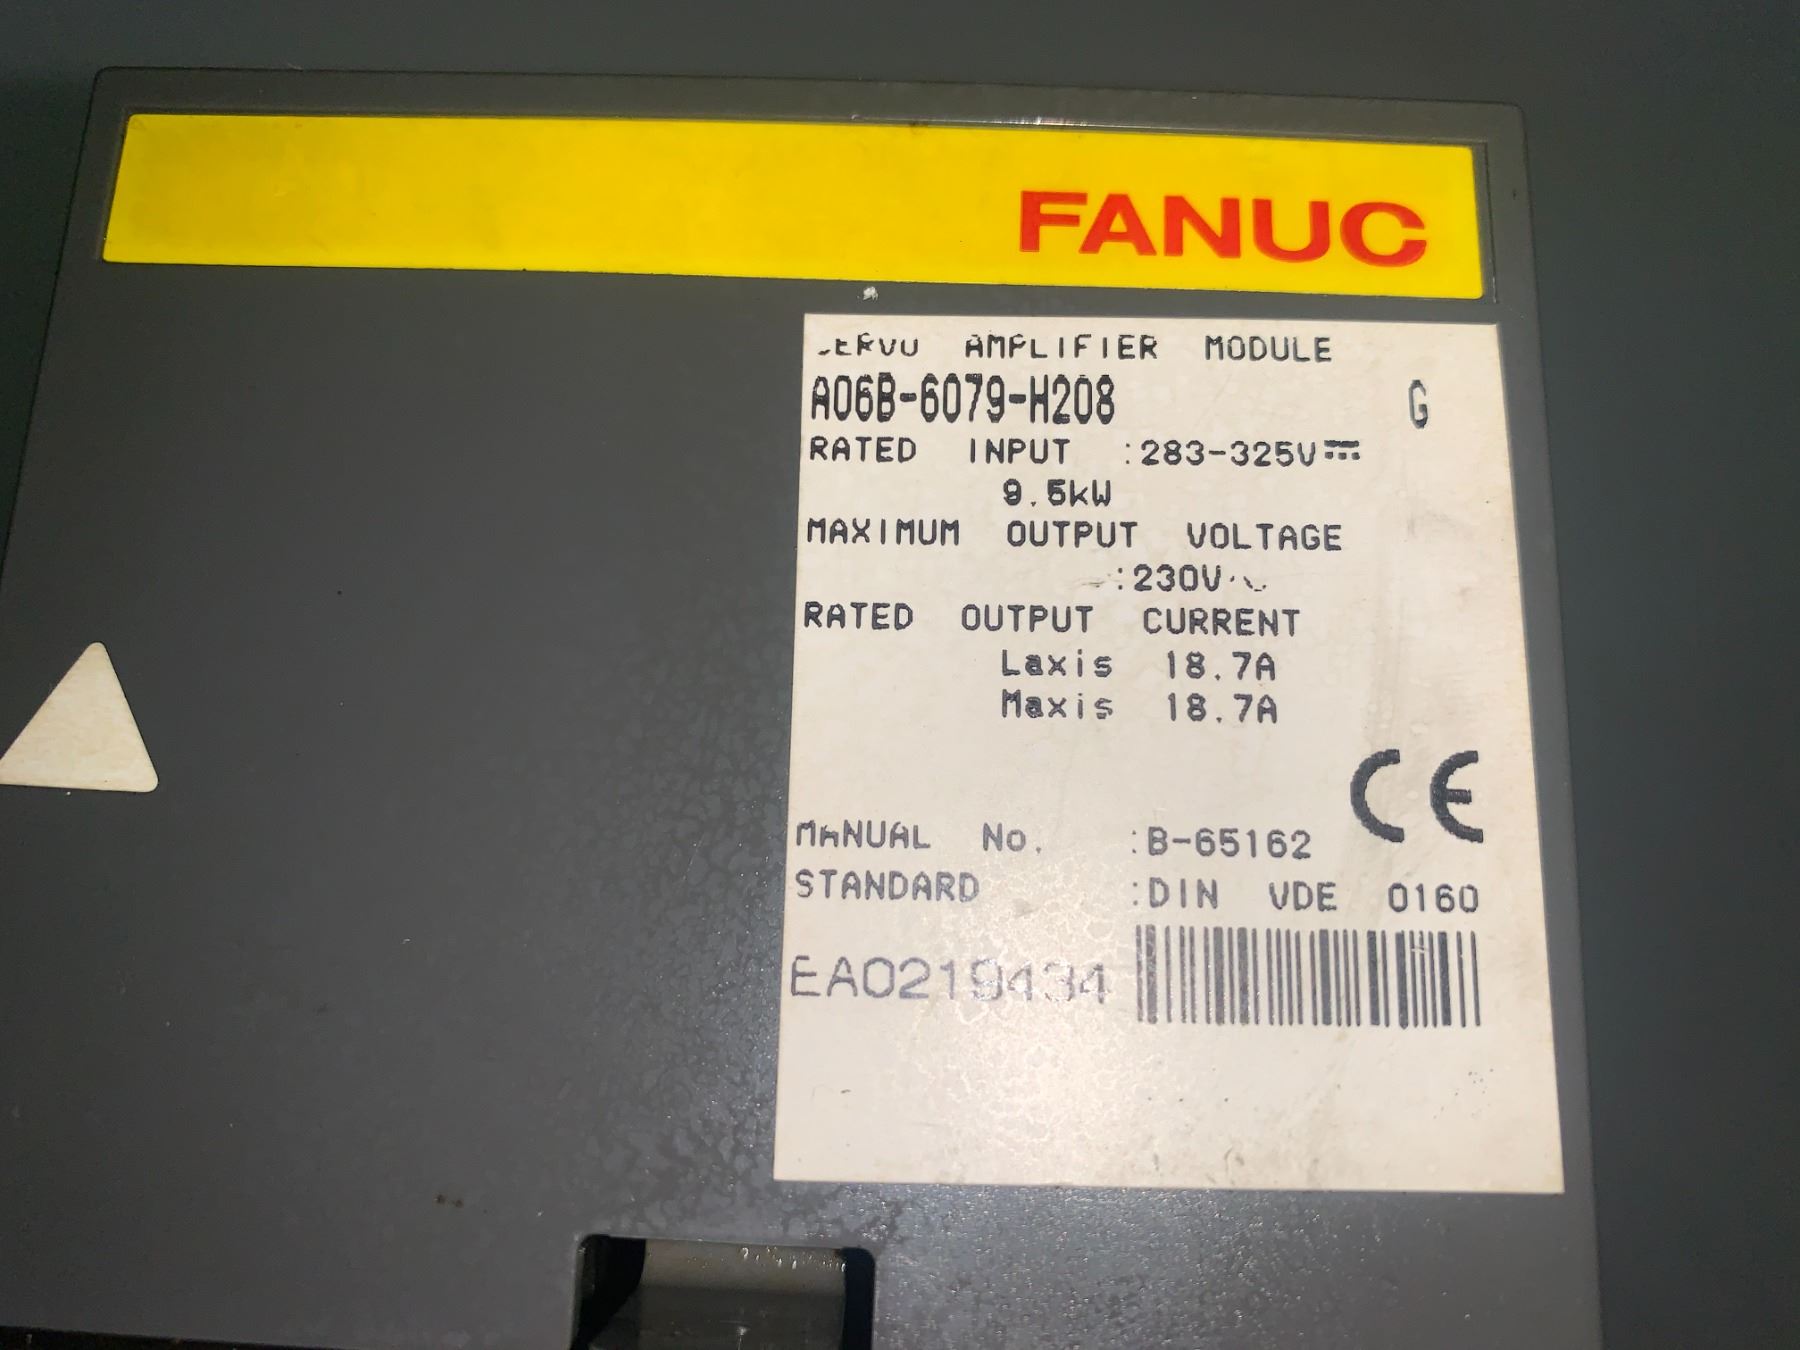 FANUC
SERVO AMPLIFIER MODULE
A06B-6079-H208 G
RATED INPUT :283-325V⎓
9.5kW
MAXIMUM OUTPUT VOLTAGE
:230V~
RATED OUTPUT CURRENT
Laxis 18.7A
Maxis 18.7A
CE
MANUAL No. :B-65162
STANDARD :DIN VDE 0160
EA0219434